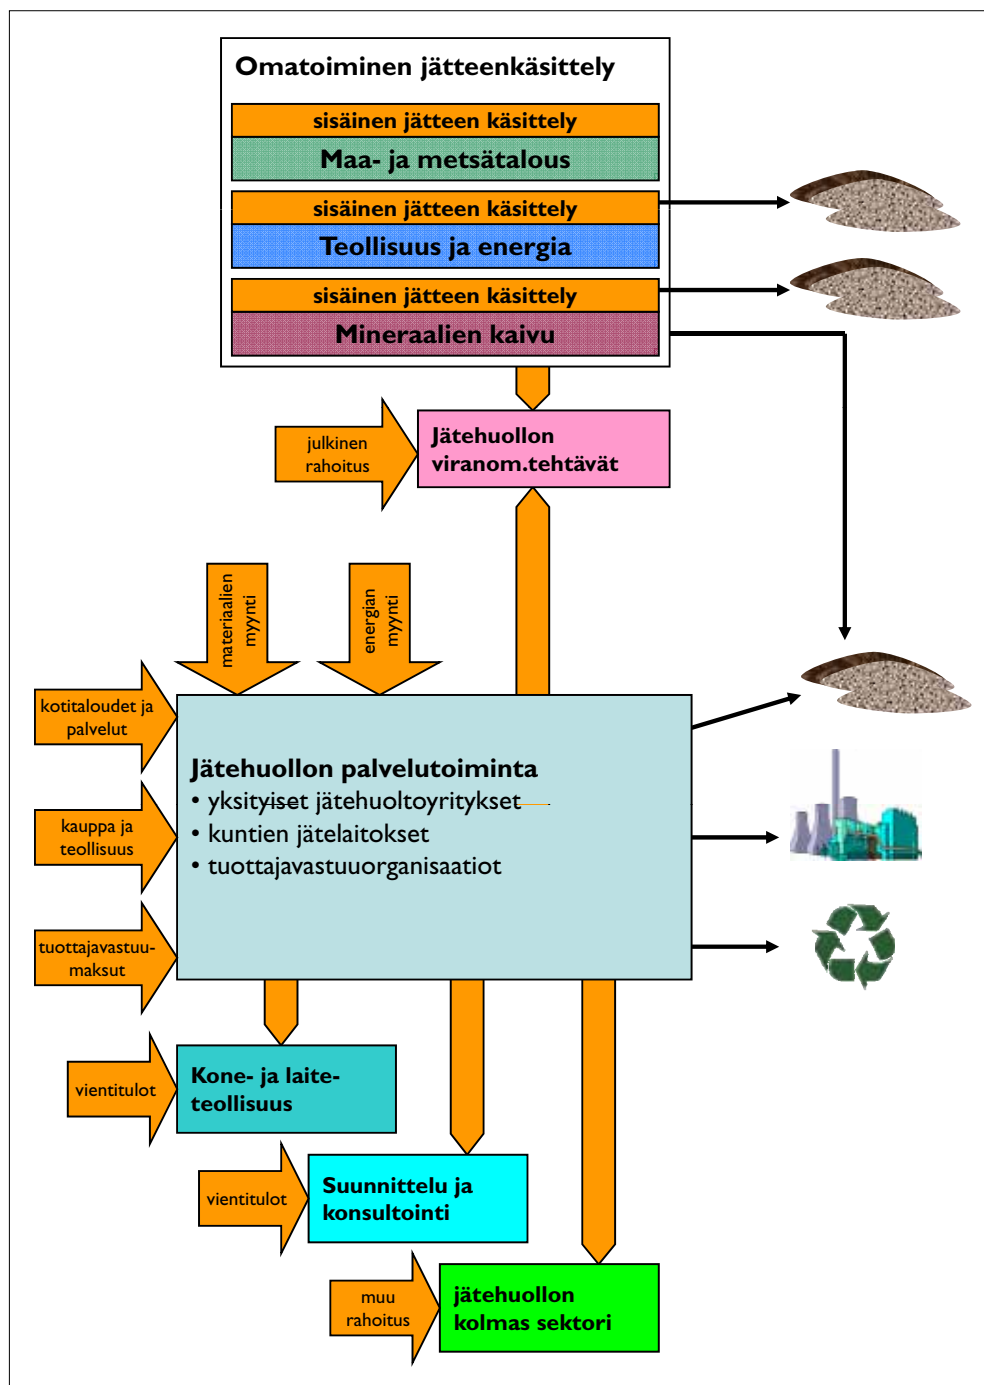 Omatoiminen jätteenkäsittely
sisäinen jätteen käsittely
Maa- ja metsätalous
sisäinen jätteen käsittely
Teollisuus ja energia
sisäinen jätteen käsittely
Mineraalien kaivu
julkinen
rahoitus
Jätehuollon
viranom.tehtävät
materiaalien
myynti
energian
myynti
kotitaloudet ja
palvelut
kauppa ja
teollisuus
tuottajavastuu-
maksut
Jätehuollon palvelutoiminta
• yksityiset jätehuoltoyritykset
• kuntien jätelaitokset
• tuottajavastuuorganisaatiot
vientitulot
Kone- ja laite-
teollisuus
vientitulot
Suunnittelu ja
konsultointi
muu
rahoitus
jätehuollon
kolmas sektori